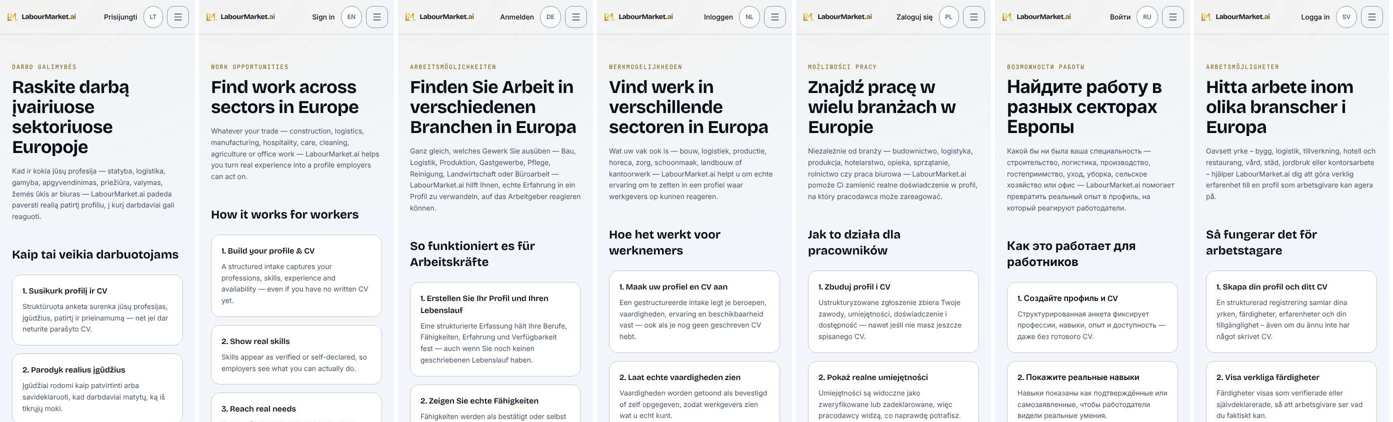 LabourMarket.ai
Prisijungti
LT
DARBO GALIMYBĖS
Raskite darbą
įvairiuose
sektoriuose
Europoje
Kad ir kokia jūsų profesija — statyba, logistika,
gamyba, apgyvendinimas, priežiūra, valymas,
žemės ūkis ar biuras — LabourMarket.ai padeda
paversti realią patirtį profiliu, į kurį darbdaviai gali
reaguoti.
Kaip tai veikia darbuotojams
1. Susikurk profilį ir CV
Struktūruota anketa surenka jūsų profesijas,
įgūdžius, patirtį ir prieinamumą — net jei dar
neturite parašyto CV.
2. Parodyk realius įgūdžius
Įgūdžiai rodomi kaip patvirtinti arba
savideklaruoti, kad darbdaviai matytų, ką iš
tikrųjų moki.
LabourMarket.ai
Sign in
EN
WORK OPPORTUNITIES
Find work across
sectors in Europe
Whatever your trade — construction, logistics,
manufacturing, hospitality, care, cleaning,
agriculture or office work — LabourMarket.ai helps
you turn real experience into a profile employers
can act on.
How it works for workers
1. Build your profile & CV
A structured intake captures your
professions, skills, experience and
availability — even if you have no written CV
yet.
2. Show real skills
Skills appear as verified or self-declared, so
employers see what you can actually do.
3. Reach real needs
LabourMarket.ai
Anmelden
DE
ARBEITSMÖGLICHKEITEN
Finden Sie Arbeit in
verschiedenen
Branchen in Europa
Ganz gleich, welches Gewerk Sie ausüben — Bau,
Logistik, Produktion, Gastgewerbe, Pflege,
Reinigung, Landwirtschaft oder Büroarbeit —
LabourMarket.ai hilft Ihnen, echte Erfahrung in ein
Profil zu verwandeln, auf das Arbeitgeber reagieren
können.
So funktioniert es für
Arbeitskräfte
1. Erstellen Sie Ihr Profil und Ihren
Lebenslauf
Eine strukturierte Erfassung hält Ihre Berufe,
Fähigkeiten, Erfahrung und Verfügbarkeit
fest — auch wenn Sie noch keinen
geschriebenen Lebenslauf haben.
2. Zeigen Sie echte Fähigkeiten
Fähigkeiten werden als bestätigt oder selbst
LabourMarket.ai
Inloggen
NL
WERKMOGELIJKHEDEN
Vind werk in
verschillende
sectoren in Europa
Wat uw vak ook is — bouw, logistiek, productie,
horeca, zorg, schoonmaak, landbouw of
kantoorwerk — LabourMarket.ai helpt u om echte
ervaring om te zetten in een profiel waar
werkgevers op kunnen reageren.
Hoe het werkt voor
werknemers
1. Maak uw profiel en CV aan
Een gestructureerde intake legt je beroepen,
vaardigheden, ervaring en beschikbaarheid
vast — ook als je nog geen geschreven CV
hebt.
2. Laat echte vaardigheden zien
Vaardigheden worden getoond als bevestigd
of zelf opgegeven, zodat werkgevers zien
wat u echt kunt.
LabourMarket.ai
Zaloguj się
PL
MOŻLIWOŚCI PRACY
Znajdź pracę w
wielu branżach w
Europie
Niezależnie od branży — budownictwo, logistyka,
produkcja, hotelarstwo, opieka, sprzątanie,
rolnictwo czy praca biurowa — LabourMarket.ai
pomoże Ci zamienić realne doświadczenie w profil,
na który pracodawca może zareagować.
Jak to działa dla
pracowników
1. Zbuduj profil i CV
Ustrukturyzowane zgłoszenie zbiera Twoje
zawody, umiejętności, doświadczenie i
dostępność — nawet jeśli nie masz jeszcze
spisanego CV.
2. Pokaż realne umiejętności
Umiejętności są widoczne jako
zweryfikowane lub zadeklarowane, więc
pracodawcy widzą, co naprawdę potrafisz.
LabourMarket.ai
Войти
RU
ВОЗМОЖНОСТИ РАБОТЫ
Найдите работу в
разных секторах
Европы
Какой бы ни была ваша специальность —
строительство, логистика, производство,
гостеприимство, уход, уборка, сельское
хозяйство или офис — LabourMarket.ai помогает
превратить реальный опыт в профиль, на
который реагируют работодатели.
Как это работает для
работников
1. Создайте профиль и CV
Структурированная анкета фиксирует
профессии, навыки, опыт и доступность —
даже без готового CV.
2. Покажите реальные навыки
Навыки показаны как подтверждённые или
самозаявленные, чтобы работодатели
видели реальные умения.
LabourMarket.ai
Logga in
SV
ARBETSMÖJLIGHETER
Hitta arbete inom
olika branscher i
Europa
Oavsett yrke – bygg, logistik, tillverkning, hotell och
restaurang, vård, städ, jordbruk eller kontorsarbete
– hjälper LabourMarket.ai dig att göra verklig
erfarenhet till en profil som arbetsgivare kan agera
på.
Så fungerar det för
arbetstagare
1. Skapa din profil och ditt CV
En strukturerad registrering samlar dina
yrken, färdigheter, erfarenheter och din
tillgänglighet – även om du ännu inte har
något skrivet CV.
2. Visa verkliga färdigheter
Färdigheter visas som verifierade eller
självdeklarerade, så att arbetsgivare ser vad
du faktiskt kan.